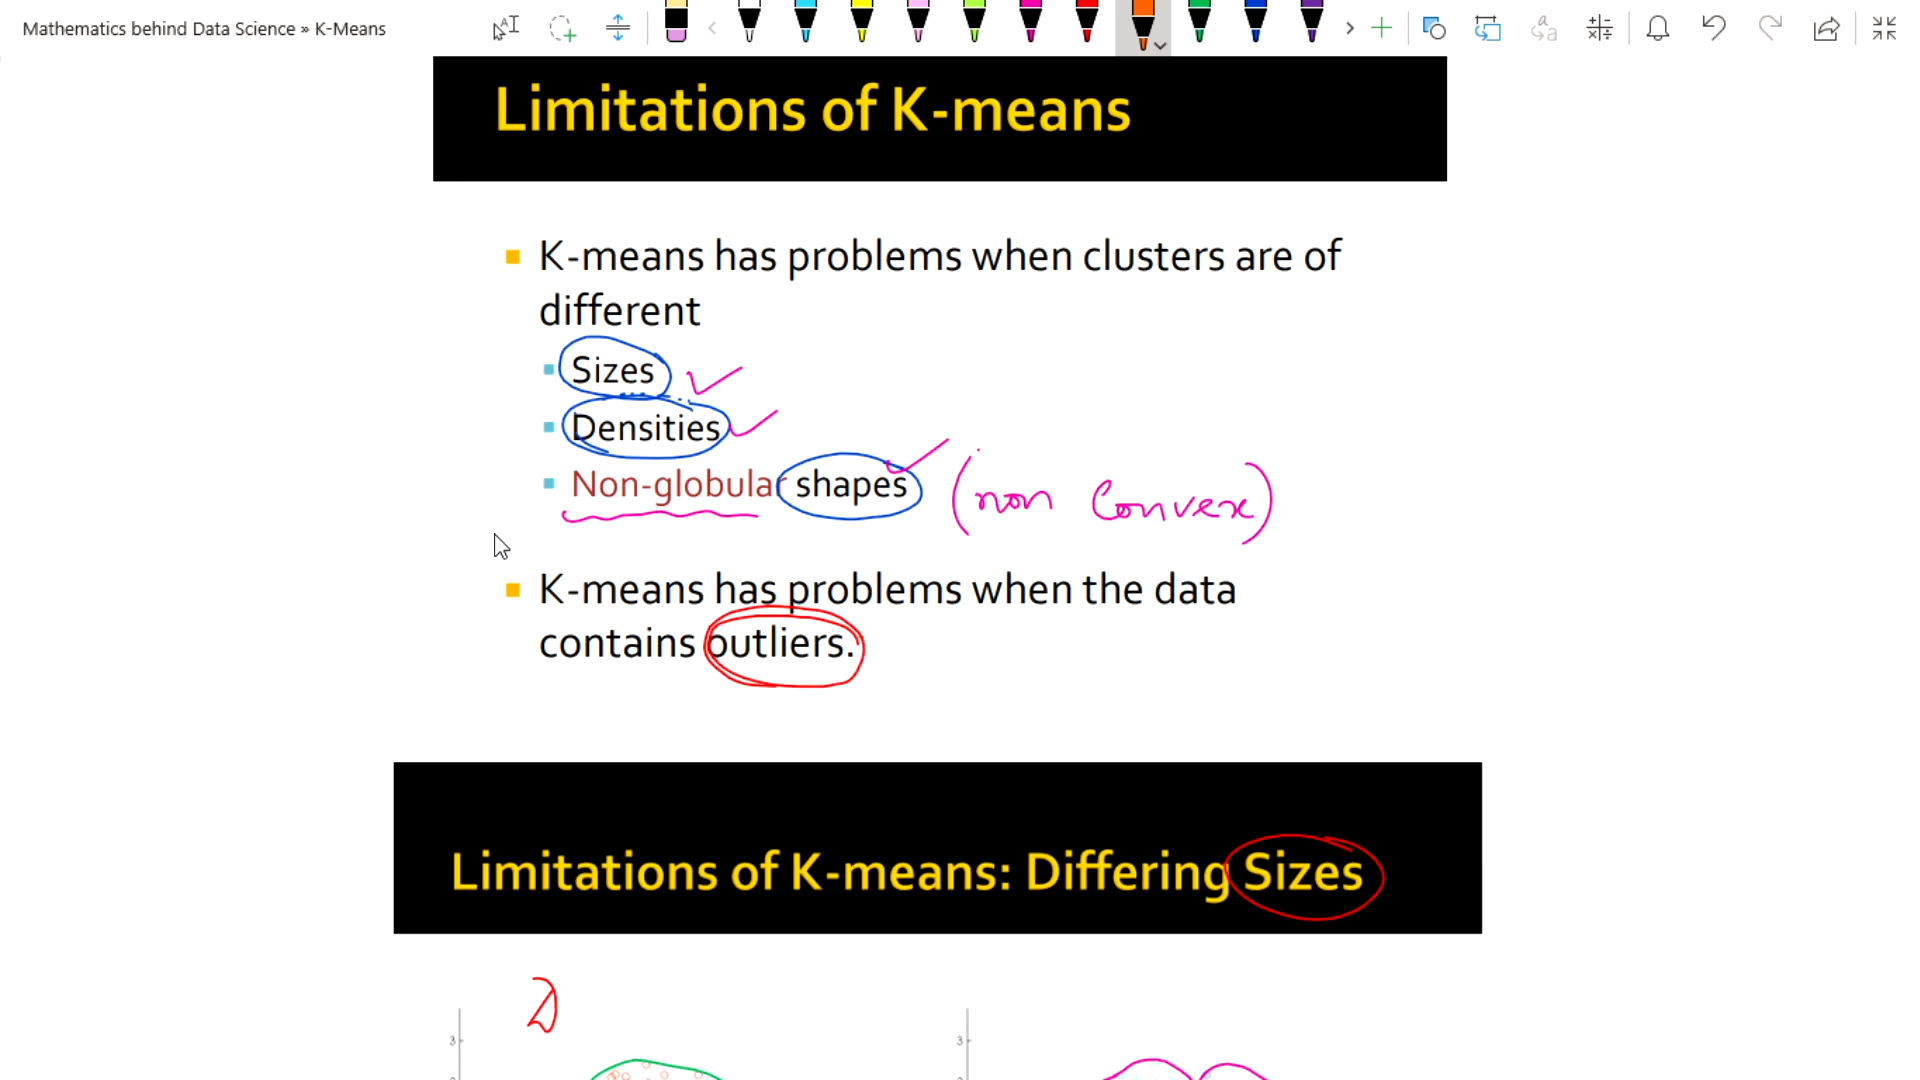 Mathematics behind Data Science » K-Means
Limitations of K-means
K-means has problems when clusters are of
different
Sizes
Densities
Non-globular shapes (non convex)
K-means has problems when the data
contains outliers.
Limitations of K-means: Differing Sizes
3
3